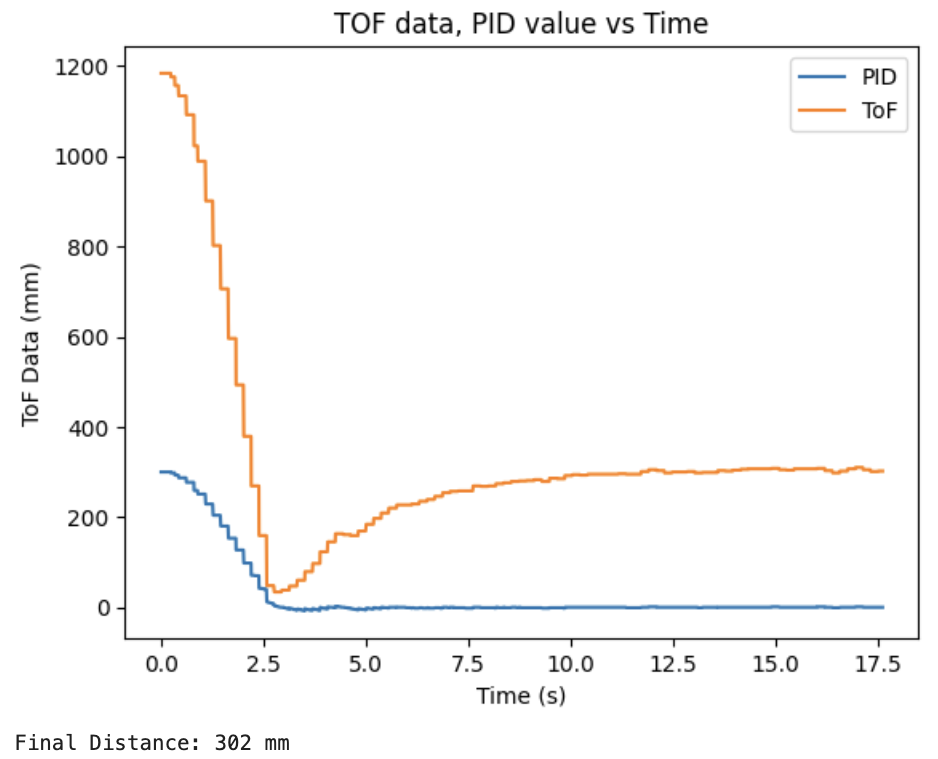 TOF data, PID value vs Time
PID
ToF
ToF Data (mm)
1200
1000
800
600
400
200
0
0.0 2.5 5.0 7.5 10.0 12.5 15.0 17.5
Time (s)
Final Distance: 302 mm